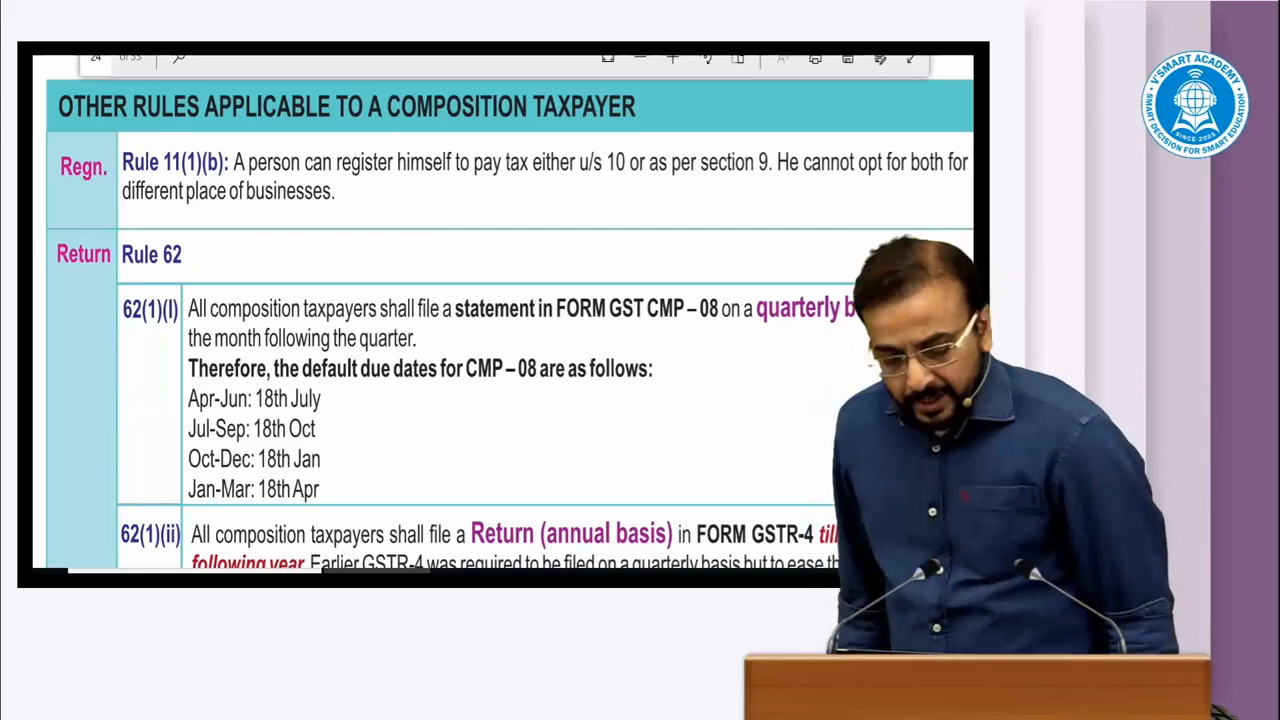 24 of 33
OTHER RULES APPLICABLE TO A COMPOSITION TAXPAYER
Regn.
Rule 11(1)(b): A person can register himself to pay tax either u/s 10 or as per section 9. He cannot opt for both for
different place of businesses.
Return
Rule 62
62(1)(I)
All composition taxpayers shall file a statement in FORM GST CMP – 08 on a quarterly b
the month following the quarter.
Therefore, the default due dates for CMP – 08 are as follows:
Apr-Jun: 18th July
Jul-Sep: 18th Oct
Oct-Dec: 18th Jan
Jan-Mar: 18th Apr
62(1)(ii)
All composition taxpayers shall file a Return (annual basis) in FORM GSTR-4 till
following year. Earlier GSTR-4 was required to be filed on a quarterly basis but to ease th
V'SMART ACADEMY
SMART DECISION FOR SMART EDUCATION
SINCE-2005